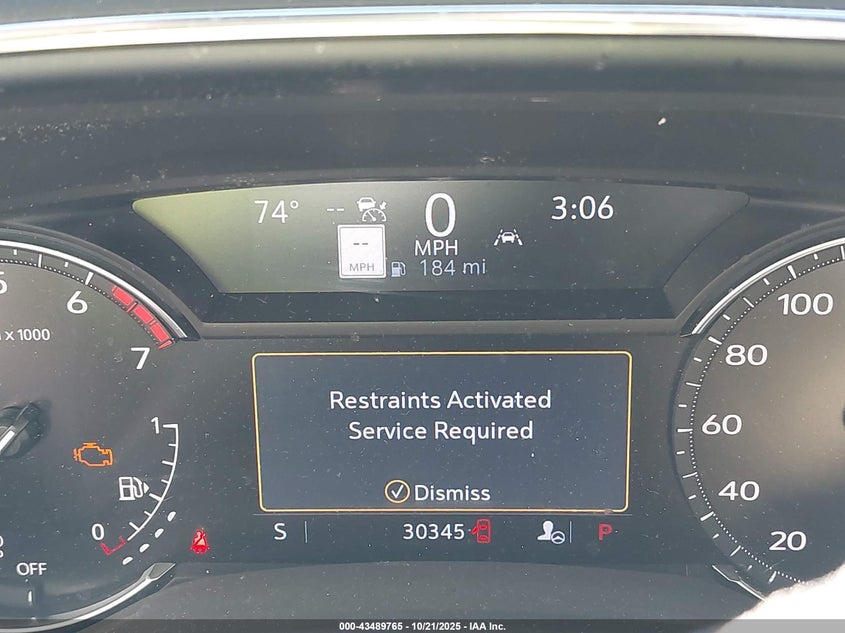 74° -- 0 3:06
--
MPH
MPH
184 mi
6
7
x 1000
1
0
OFF
Restraints Activated
Service Required
Dismiss
S 30345 P
100
80
60
40
20
000-43489765 - 10/21/2025 - IAA Inc.